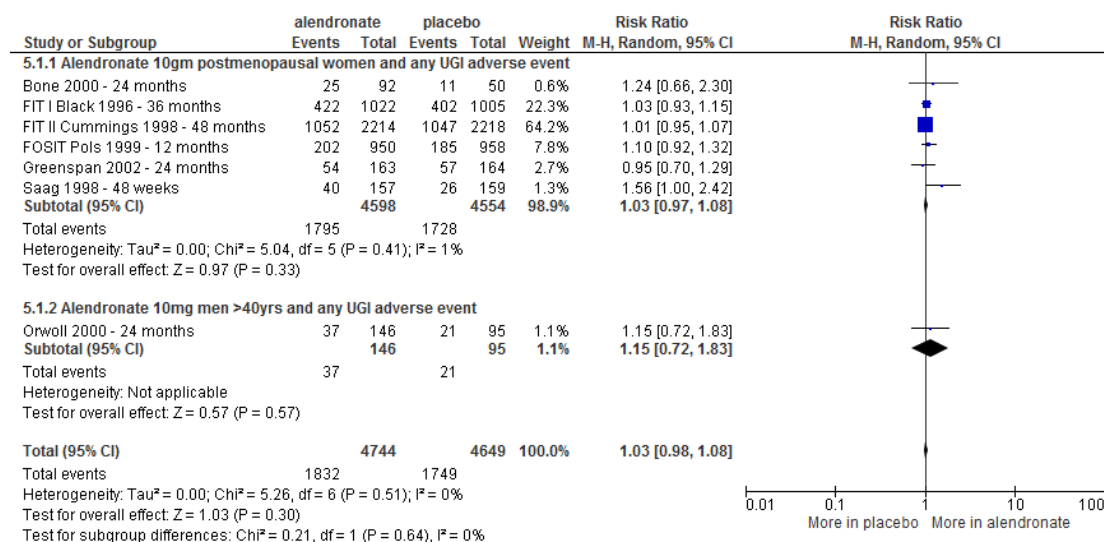 alendronate placebo Risk Ratio Risk Ratio
Study or Subgroup Events Total Events Total Weight M-H, Random, 95% CI M-H, Random, 95% CI
5.1.1 Alendronate 10gm postmenopausal women and any UGI adverse event
Bone 2000 - 24 months 25 92 11 50 0.6% 1.24 [0.66, 2.30]
FIT I Black 1996 - 36 months 422 1022 402 1005 22.3% 1.03 [0.93, 1.15]
FIT II Cummings 1998 - 48 months 1052 2214 1047 2218 64.2% 1.01 [0.95, 1.07]
FOSIT Pols 1999 - 12 months 202 950 185 958 7.8% 1.10 [0.92, 1.32]
Greenspan 2002 - 24 months 54 163 57 164 2.7% 0.95 [0.70, 1.29]
Saag 1998 - 48 weeks 40 157 26 159 1.3% 1.56 [1.00, 2.42]
Subtotal (95% CI) 4598 4554 98.9% 1.03 [0.97, 1.08]
Total events 1795 1728
Heterogeneity: Tau² = 0.00; Chi² = 5.04, df = 5 (P = 0.41); I² = 1%
Test for overall effect: Z = 0.97 (P = 0.33)
5.1.2 Alendronate 10mg men >40yrs and any UGI adverse event
Orwoll 2000 - 24 months 37 146 21 95 1.1% 1.15 [0.72, 1.83]
Subtotal (95% CI) 146 95 1.1% 1.15 [0.72, 1.83]
Total events 37 21
Heterogeneity: Not applicable
Test for overall effect: Z = 0.57 (P = 0.57)
Total (95% CI) 4744 4649 100.0% 1.03 [0.98, 1.08]
Total events 1832 1749
Heterogeneity: Tau² = 0.00; Chi² = 5.26, df = 6 (P = 0.51); I² = 0%
Test for overall effect: Z = 1.03 (P = 0.30)
Test for subgroup differences: Chi² = 0.21, df = 1 (P = 0.64), I² = 0%
0.01 0.1 1 10 100
More in placebo More in alendronate